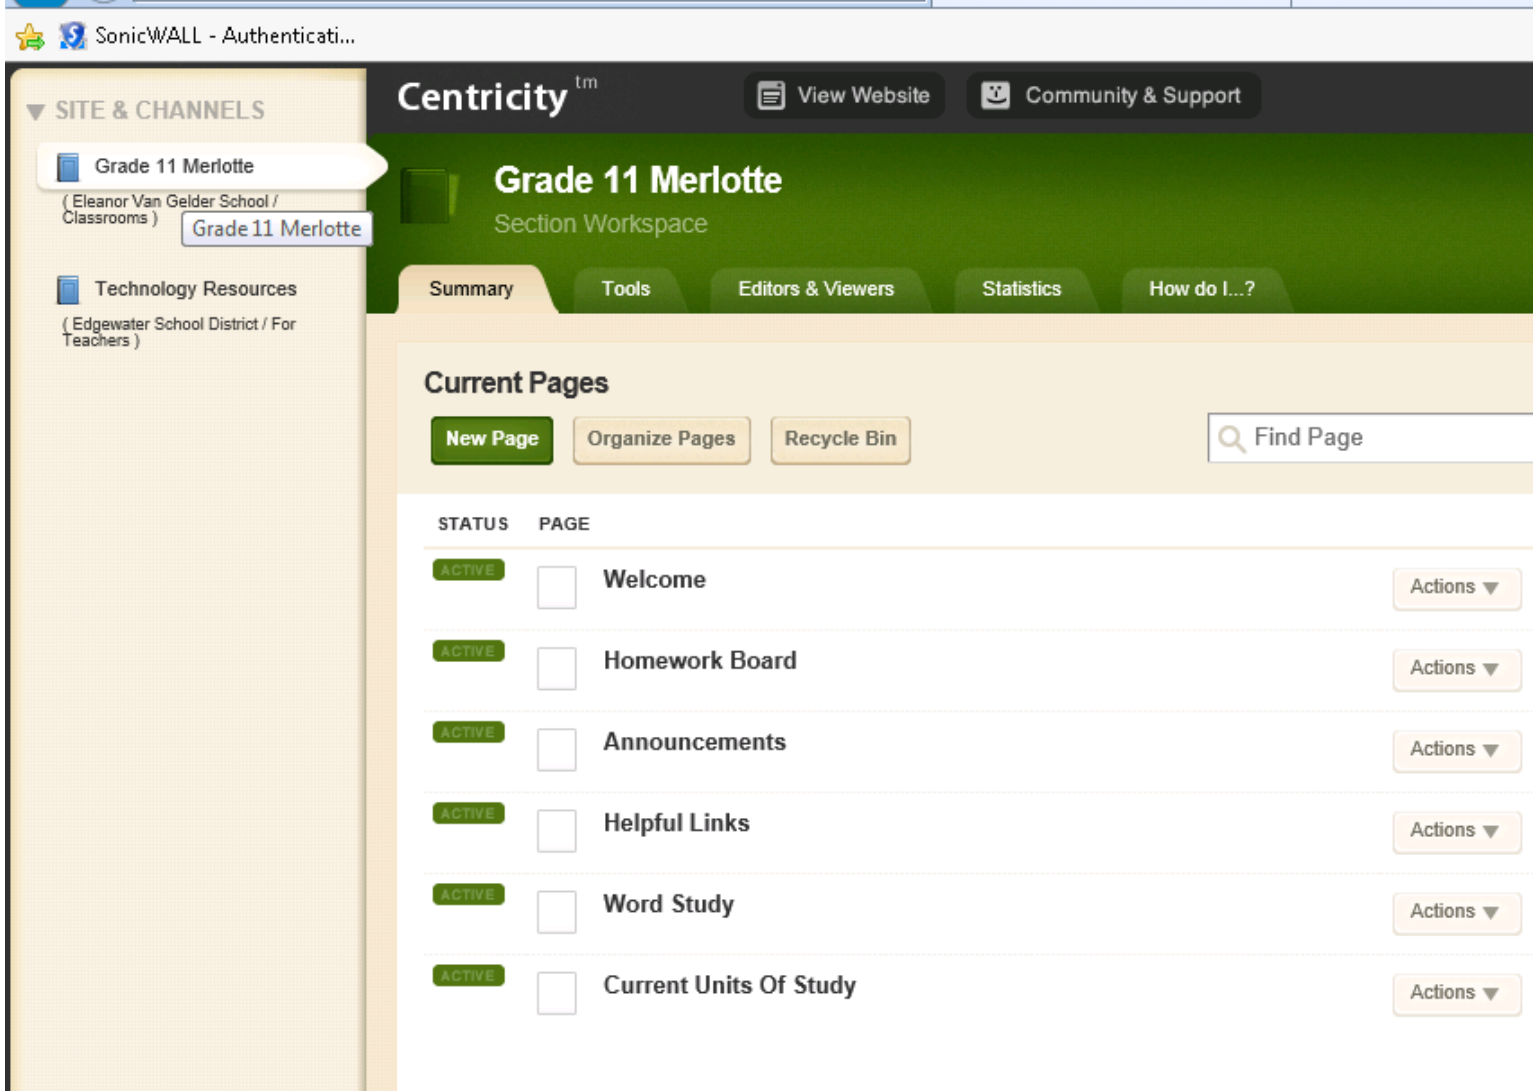 SonicWALL - Authenticati...
SITE & CHANNELS
Grade 11 Merlotte
( Eleanor Van Gelder School /
Classrooms )
Grade 11 Merlotte
Technology Resources
( Edgewater School District / For
Teachers )
Centricity tm
View Website
Community & Support
Grade 11 Merlotte
Section Workspace
Summary
Tools
Editors & Viewers
Statistics
How do I...?
Current Pages
New Page
Organize Pages
Recycle Bin
Find Page
STATUS PAGE
ACTIVE Welcome Actions
ACTIVE Homework Board Actions
ACTIVE Announcements Actions
ACTIVE Helpful Links Actions
ACTIVE Word Study Actions
ACTIVE Current Units Of Study Actions